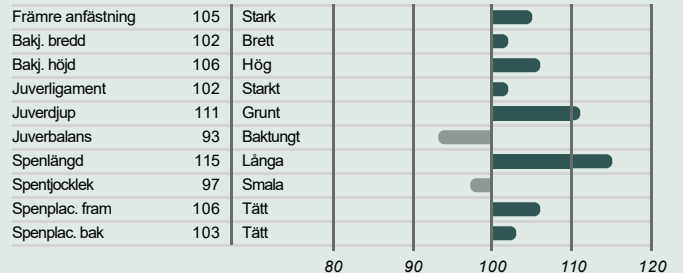 Främre anfästning 105 Stark
Bakj. bredd 102 Brett
Bakj. höjd 106 Hög
Juverligament 102 Starkt
Juverdjup 111 Grunt
Juverbalans 93 Baktungt
Spenlängd 115 Långa
Spentjocklek 97 Smala
Spenplac. fram 106 Tätt
Spenplac. bak 103 Tätt
80 90 100 110 120